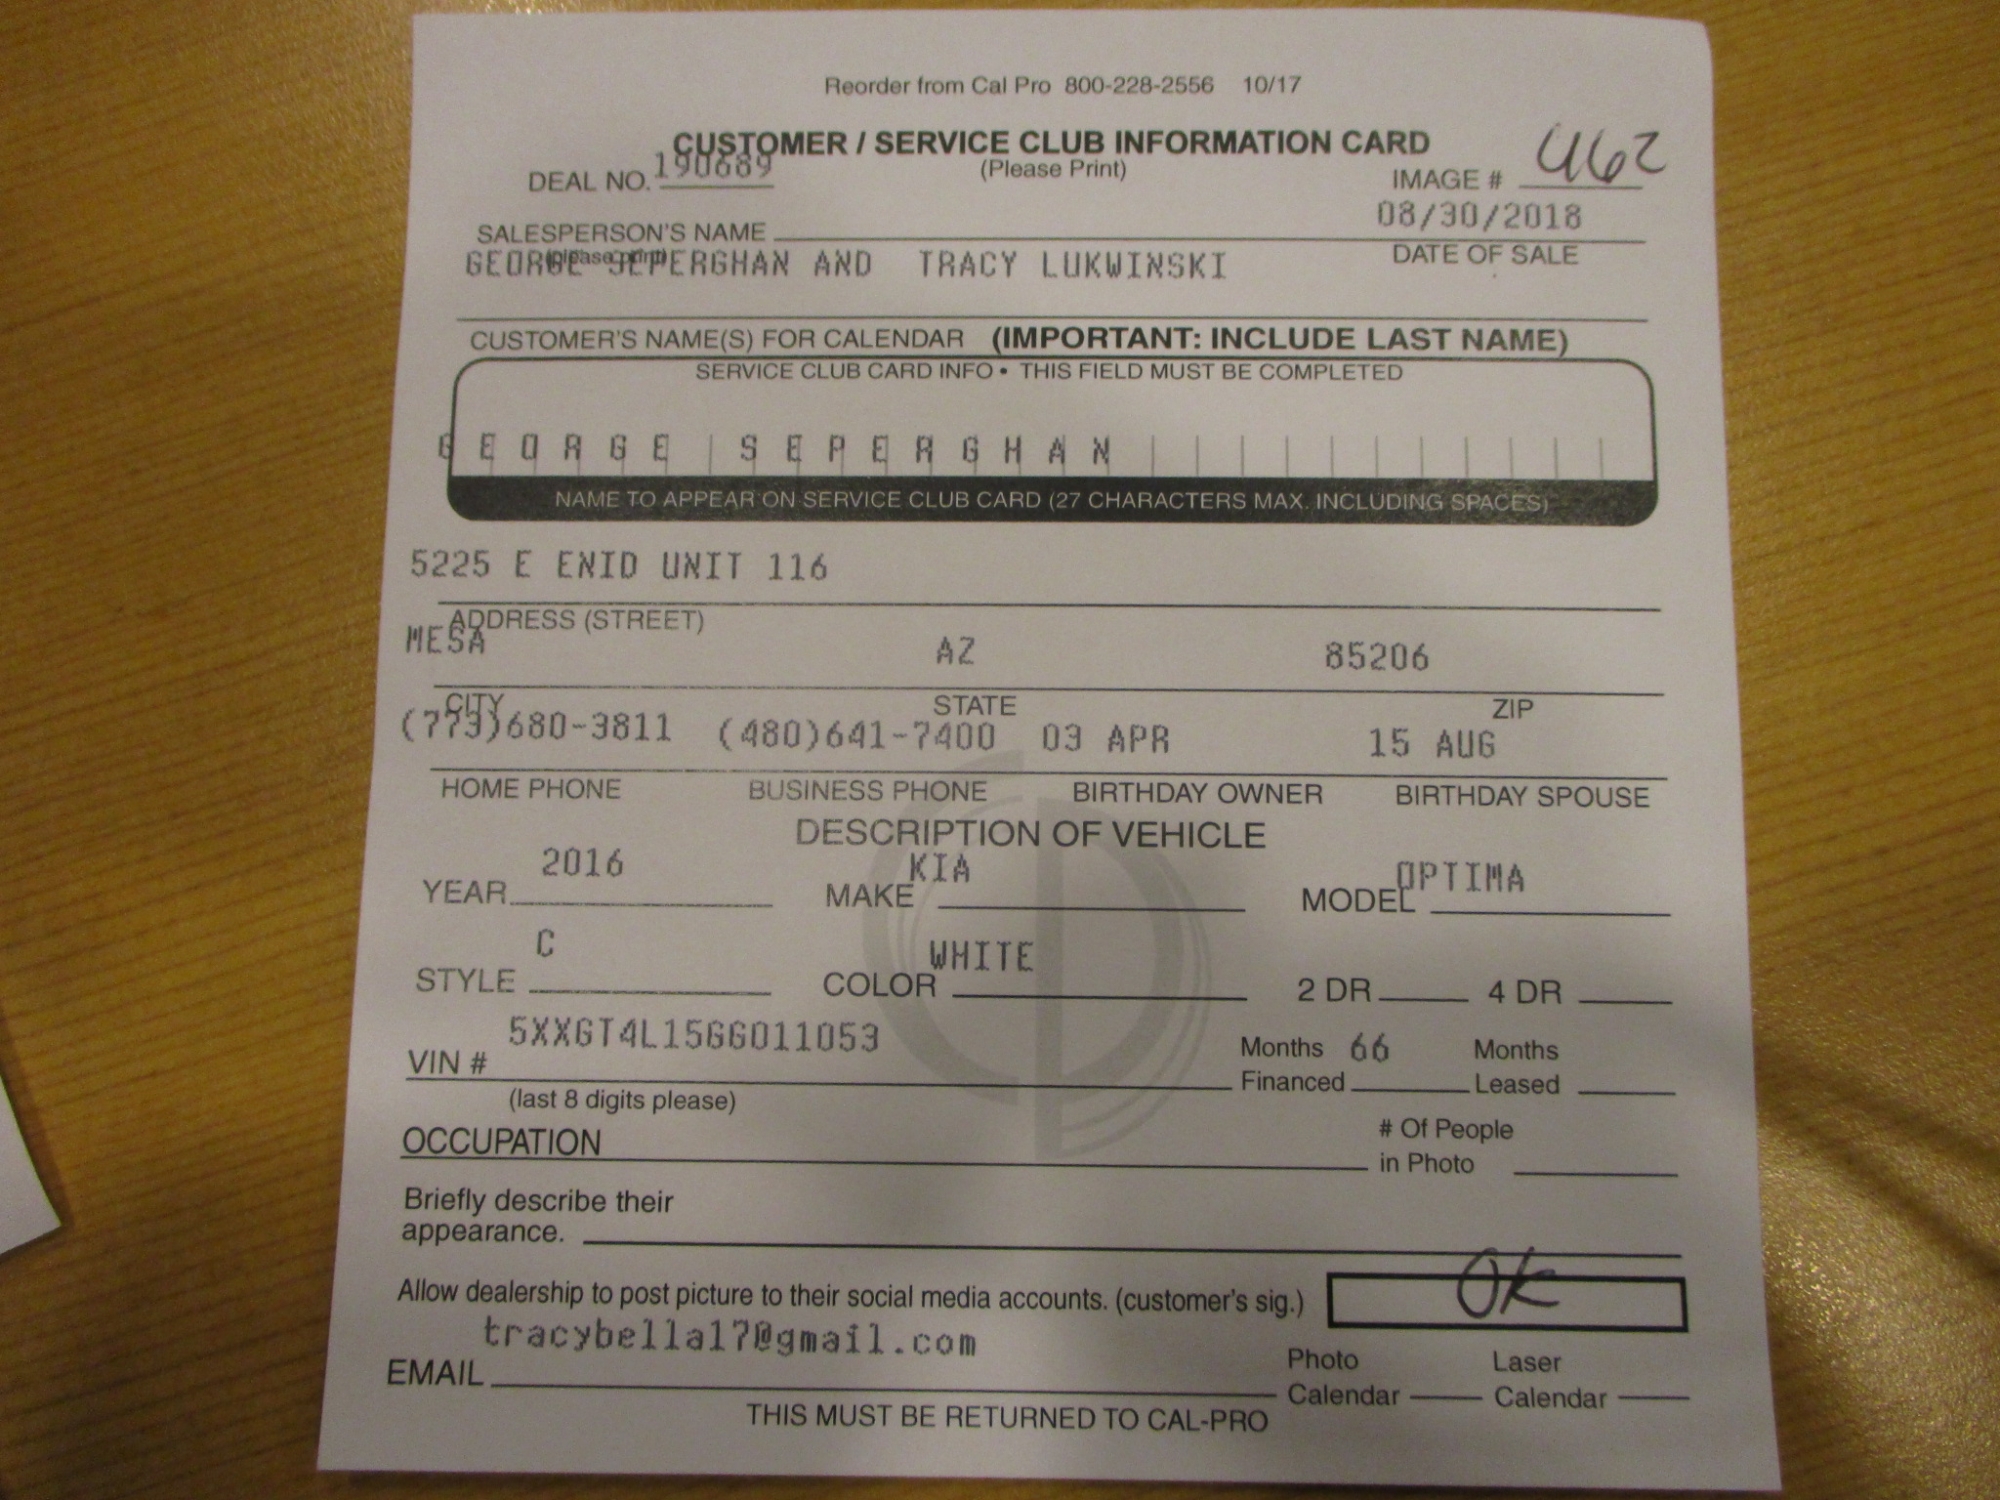 Reorder from Cal Pro 800-228-2556 10/17
CUSTOMER / SERVICE CLUB INFORMATION CARD
(Please Print)
DEAL NO. 190689 IMAGE # 462
08/30/2018
SALESPERSON'S NAME
(please print) DATE OF SALE
GEORGE SEPERGHAN AND TRACY LUKWINSKI
CUSTOMER'S NAME(S) FOR CALENDAR (IMPORTANT: INCLUDE LAST NAME)
SERVICE CLUB CARD INFO • THIS FIELD MUST BE COMPLETED
GEORGE SEPERGHAN
NAME TO APPEAR ON SERVICE CLUB CARD (27 CHARACTERS MAX. INCLUDING SPACES)
5225 E ENID UNIT 116
ADDRESS (STREET)
MESA AZ 85206
CITY STATE ZIP
(773)680-3811 (480)641-7400 03 APR 15 AUG
HOME PHONE BUSINESS PHONE BIRTHDAY OWNER BIRTHDAY SPOUSE
DESCRIPTION OF VEHICLE
YEAR 2016 MAKE KIA MODEL OPTIMA
STYLE C COLOR WHITE 2 DR 4 DR
VIN # 5XXGT4L15GG011053 Months Financed 66 Months Leased
(last 8 digits please)
OCCUPATION # Of People in Photo
Briefly describe their
appearance.
Allow dealership to post picture to their social media accounts. (customer's sig.) OK
EMAIL tracybella17@gmail.com Photo Calendar Laser Calendar
THIS MUST BE RETURNED TO CAL-PRO